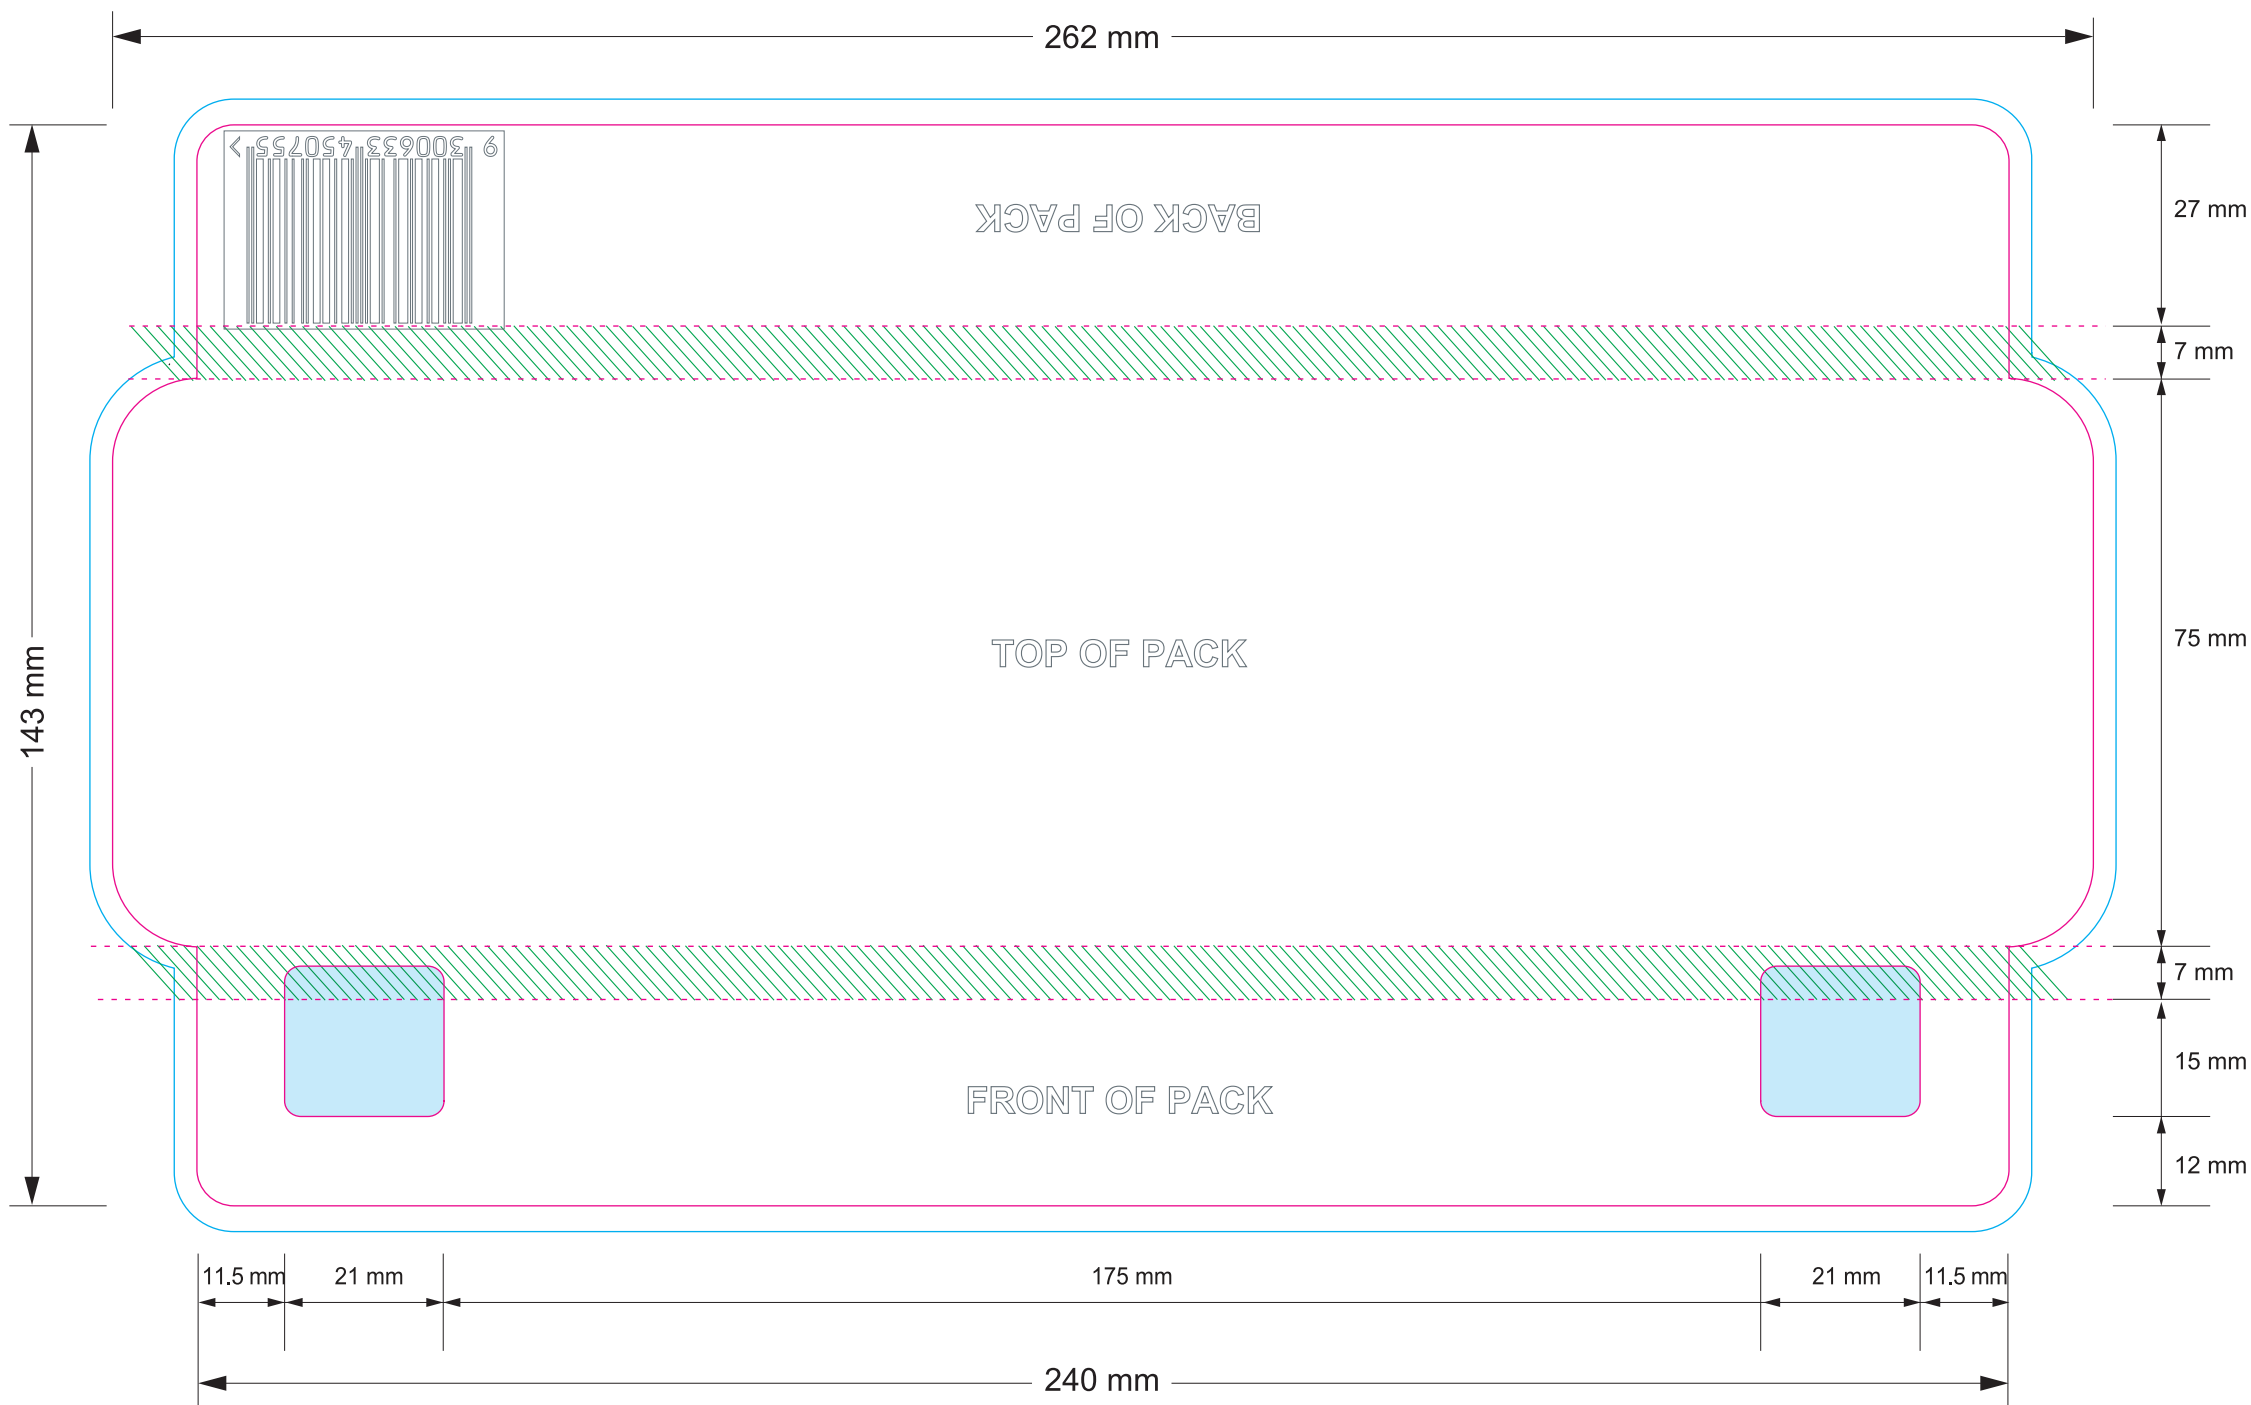 262 mm
9 300633 450755 >
BACK OF PACK
27 mm
7 mm
TOP OF PACK
75 mm
143 mm
7 mm
15 mm
FRONT OF PACK
12 mm
11.5 mm 21 mm 175 mm 21 mm 11.5 mm
240 mm